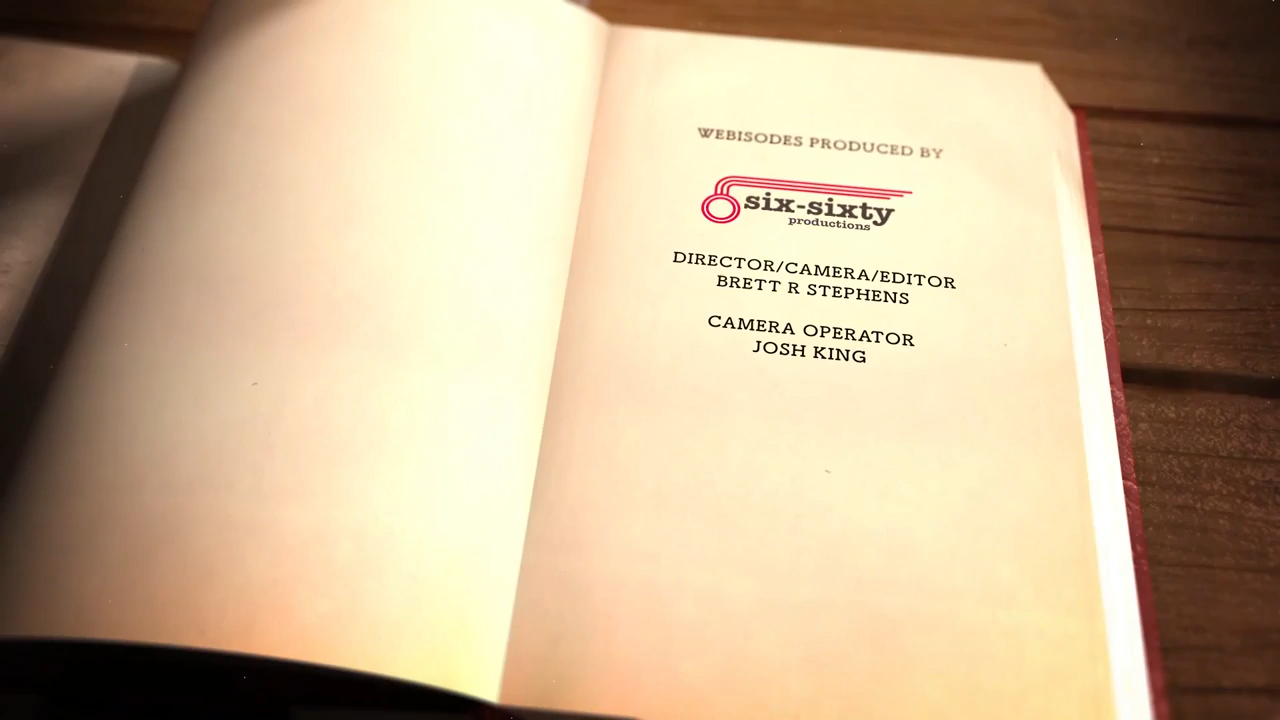 WEBISODES PRODUCED BY
six-sixty
productions
DIRECTOR/CAMERA/EDITOR
BRETT R STEPHENS
CAMERA OPERATOR
JOSH KING